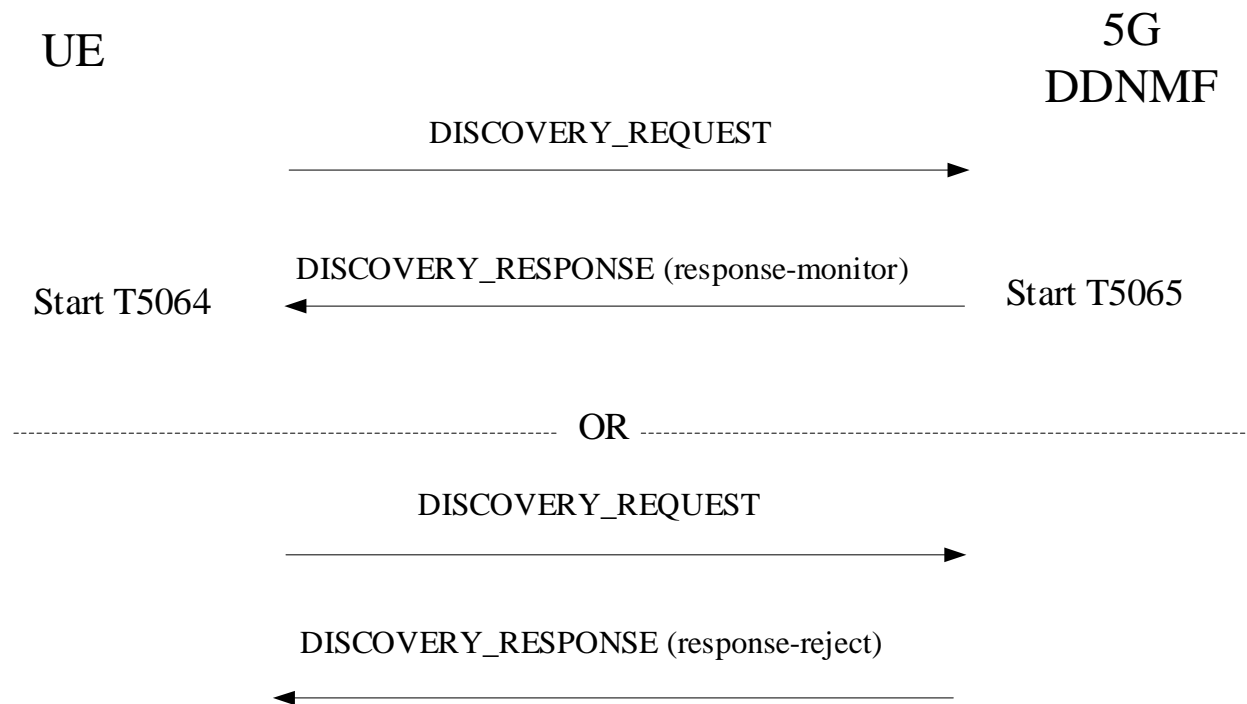 UE
5G
DDNMF
DISCOVERY_REQUEST
DISCOVERY_RESPONSE (response-monitor)
Start T5064
Start T5065
OR
DISCOVERY_REQUEST
DISCOVERY_RESPONSE (response-reject)